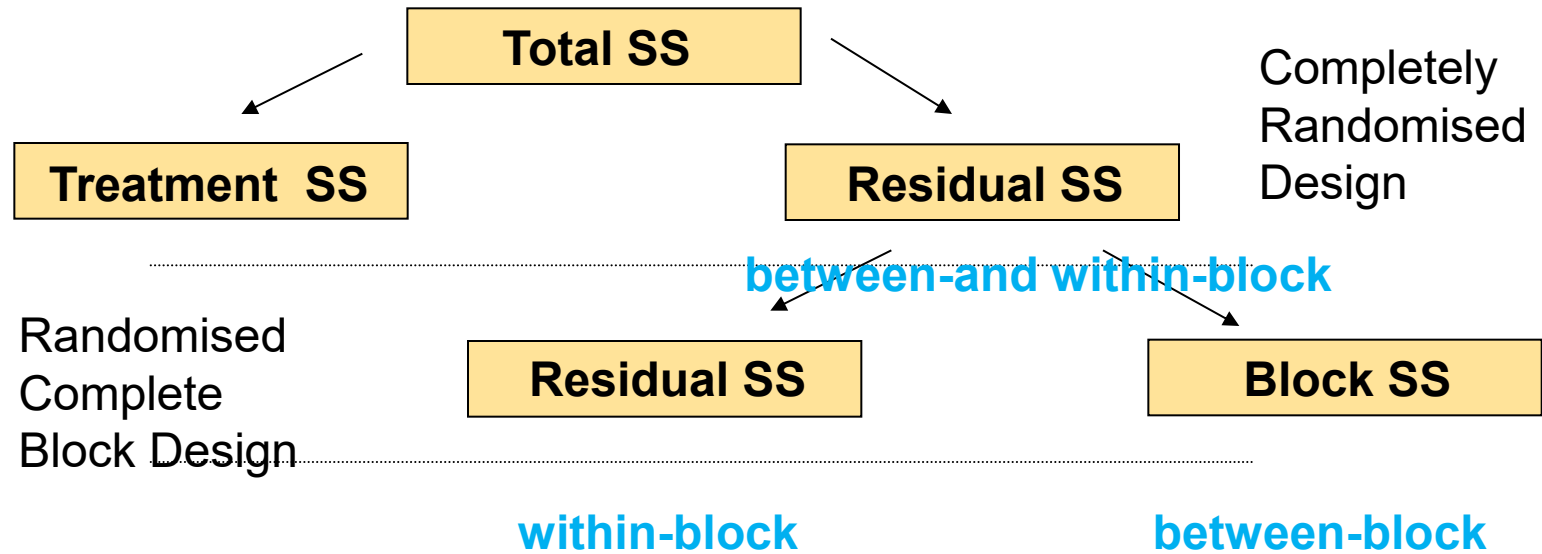 Total SS
Completely
Randomised
Design
Treatment  SS
Residual SS
between-and within-block
Randomised
Complete
Block Design
Residual SS
Block SS
within-block
between-block